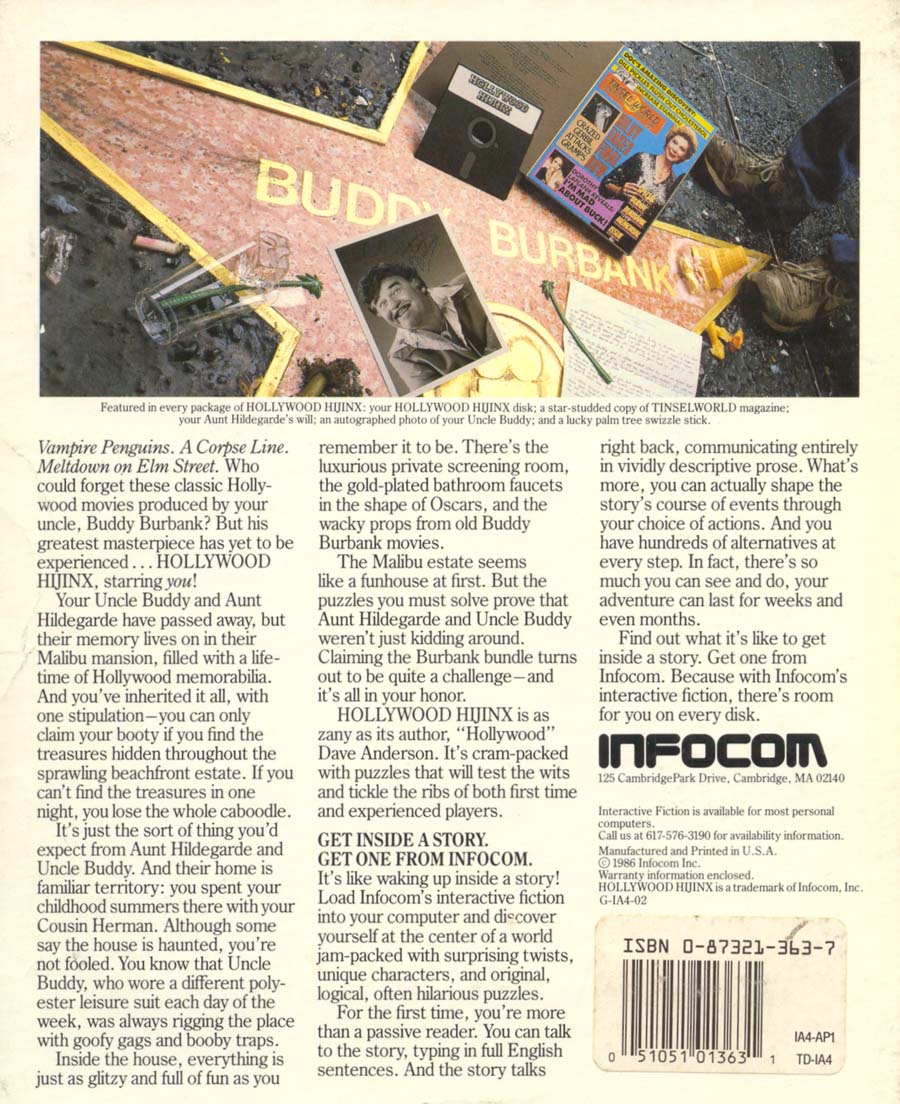 HOLLYWOOD
HIJINX
DOC'S AMAZING DISCOVERY!
DILL PICKLES FLUSH OUT CHOLESTEROL
INCREASE
TINSELWORLD
CRAZED
GERBIL
ATTACKS
GRAMPS
DOROTHY
REVEALS:
I'M MAD
ABOUT BUCK!
ISSUE
BUDDY BURBANK
Featured in every package of HOLLYWOOD HIJINX: your HOLLYWOOD HIJINX disk; a star-studded copy of TINSELWORLD magazine;
your Aunt Hildegarde's will; an autographed photo of your Uncle Buddy; and a lucky palm tree swizzle stick.
Vampire Penguins. A Corpse Line.
Meltdown on Elm Street. Who
could forget these classic Holly-
wood movies produced by your
uncle, Buddy Burbank? But his
greatest masterpiece has yet to be
experienced . . . HOLLYWOOD
HIJINX, starring you!
Your Uncle Buddy and Aunt
Hildegarde have passed away, but
their memory lives on in their
Malibu mansion, filled with a life-
time of Hollywood memorabilia.
And you've inherited it all, with
one stipulation—you can only
claim your booty if you find the
treasures hidden throughout the
sprawling beachfront estate. If you
can't find the treasures in one
night, you lose the whole caboodle.
It's just the sort of thing you'd
expect from Aunt Hildegarde and
Uncle Buddy. And their home is
familiar territory: you spent your
childhood summers there with your
Cousin Herman. Although some
say the house is haunted, you're
not fooled. You know that Uncle
Buddy, who wore a different poly-
ester leisure suit each day of the
week, was always rigging the place
with goofy gags and booby traps.
Inside the house, everything is
just as glitzy and full of fun as you
remember it to be. There's the
luxurious private screening room,
the gold-plated bathroom faucets
in the shape of Oscars, and the
wacky props from old Buddy
Burbank movies.
The Malibu estate seems
like a funhouse at first. But the
puzzles you must solve prove that
Aunt Hildegarde and Uncle Buddy
weren't just kidding around.
Claiming the Burbank bundle turns
out to be quite a challenge—and
it's all in your honor.
HOLLYWOOD HIJINX is as
zany as its author, "Hollywood"
Dave Anderson. It's cram-packed
with puzzles that will test the wits
and tickle the ribs of both first time
and experienced players.
GET INSIDE A STORY.
GET ONE FROM INFOCOM.
It's like waking up inside a story!
Load Infocom's interactive fiction
into your computer and discover
yourself at the center of a world
jam-packed with surprising twists,
unique characters, and original,
logical, often hilarious puzzles.
For the first time, you're more
than a passive reader. You can talk
to the story, typing in full English
sentences. And the story talks
right back, communicating entirely
in vividly descriptive prose. What's
more, you can actually shape the
story's course of events through
your choice of actions. And you
have hundreds of alternatives at
every step. In fact, there's so
much you can see and do, your
adventure can last for weeks and
even months.
Find out what it's like to get
inside a story. Get one from
Infocom. Because with Infocom's
interactive fiction, there's room
for you on every disk.
INFOCOM
125 CambridgePark Drive, Cambridge, MA 02140
Interactive Fiction is available for most personal
computers.
Call us at 617-576-3190 for availability information.
Manufactured and Printed in U.S.A.
© 1986 Infocom Inc.
Warranty information enclosed.
HOLLYWOOD HIJINX is a trademark of Infocom, Inc.
G-IA4-02
ISBN 0-87321-363-7
IA4-AP1
0 51051 01363 1 TD-IA4